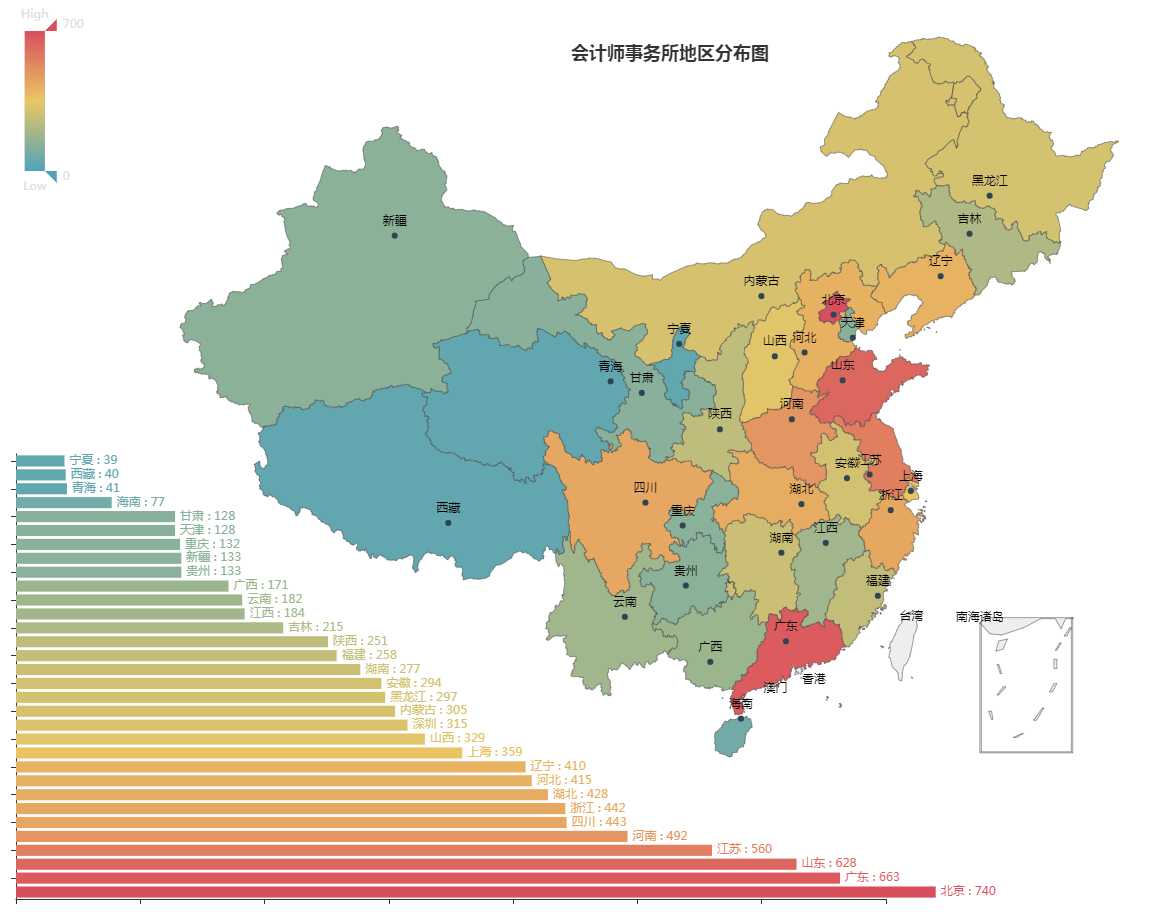 High
700
会计师事务所地区分布图
0
Low
黑龙江
新疆
吉林
辽宁
内蒙古
北京
天津
宁夏
山西
河北
青海
甘肃
山东
陕西
河南
安徽
江苏
上海
四川
湖北
浙江
西藏
重庆
江西
湖南
贵州
福建
云南
台湾
南海诸岛
广东
广西
香港
澳门
海南
宁夏 : 39
西藏 : 40
青海 : 41
海南 : 77
甘肃 : 128
天津 : 128
重庆 : 132
新疆 : 133
贵州 : 133
广西 : 171
云南 : 182
江西 : 184
吉林 : 215
陕西 : 251
福建 : 258
湖南 : 277
安徽 : 294
黑龙江 : 297
内蒙古 : 305
深圳 : 315
山西 : 329
上海 : 359
辽宁 : 410
河北 : 415
湖北 : 428
浙江 : 442
四川 : 443
河南 : 492
江苏 : 560
山东 : 628
广东 : 663
北京 : 740